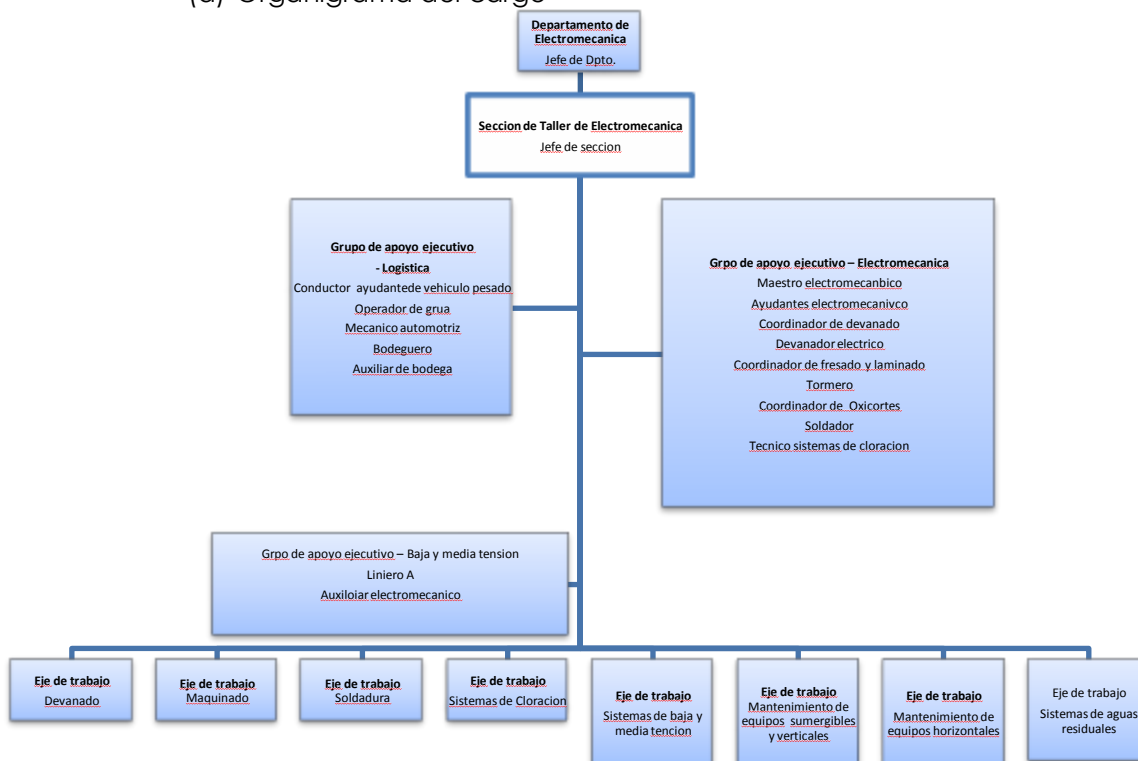 (a) Organigrama del cargo
Departamento de
Electromecanica
Jefe de Dpto.
Seccion de Taller de Electromecanica
Jefe de seccion
Grupo de apoyo ejecutivo
- Logistica
Conductor ayudantede vehiculo pesado
Operador de grua
Mecanico automotriz
Bodeguero
Auxiliar de bodega
Grpo de apoyo ejecutivo – Electromecanica
Maestro electromecanbico
Ayudantes electromecanivco
Coordinador de devanado
Devanador electrico
Coordinador de fresado y laminado
Tormero
Coordinador de Oxicortes
Soldador
Tecnico sistemas de cloracion
Grpo de apoyo ejecutivo – Baja y media tension
Liniero A
Auxiloiar electromecanico
Eje de trabajo
Devanado
Eje de trabajo
Maquinado
Eje de trabajo
Soldadura
Eje de trabajo
Sistemas de Cloracion
Eje de trabajo
Sistemas de baja y
media tencion
Eje de trabajo
Mantenimiento de
equipos sumergibles
y verticales
Eje de trabajo
Mantenimiento de
equipos horizontales
Eje de trabajo
Sistemas de aguas
residuales